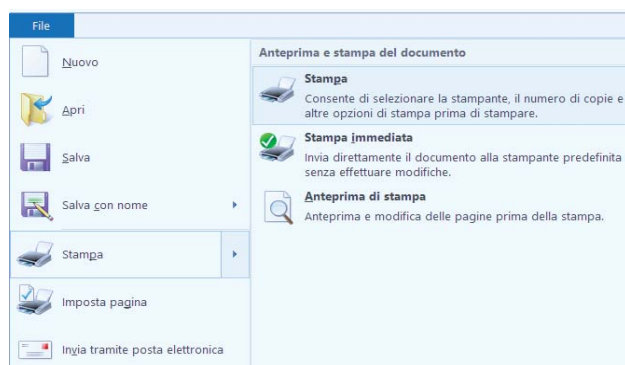 File
Nuovo
Apri
Salva
Salva con nome
Stampa
Imposta pagina
Invia tramite posta elettronica
Anteprima e stampa del documento
Stampa
Consente di selezionare la stampante, il numero di copie e
altre opzioni di stampa prima di stampare.
Stampa immediata
Invia direttamente il documento alla stampante predefinita
senza effettuare modifiche.
Anteprima di stampa
Anteprima e modifica delle pagine prima della stampa.